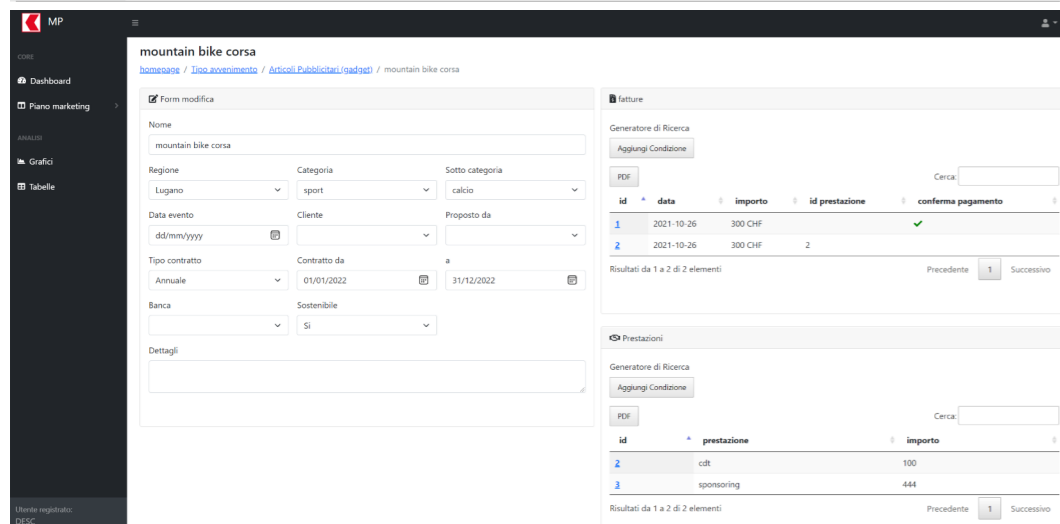 MP
CORE
Dashboard
Piano marketing
ANALISI
Grafici
Tabelle
Utente registrato:
DESC
mountain bike corsa
homepage / Tipo avvenimento / Articoli Pubblicitari (gadget) / mountain bike corsa
Form modifica
Nome
mountain bike corsa
Regione Categoria Sotto categoria
Lugano sport calcio
Data evento Cliente Proposto da
dd/mm/yyyy
Tipo contratto Contratto da a
Annuale 01/01/2022 31/12/2022
Banca Sostenibile
Si
Dettagli
fatture
Generatore di Ricerca
Aggiungi Condizione
PDF Cerca:
id data importo id prestazione conferma pagamento
1 2021-10-26 300 CHF
2 2021-10-26 300 CHF 2
Risultati da 1 a 2 di 2 elementi Precedente 1 Successivo
Prestazioni
Generatore di Ricerca
Aggiungi Condizione
PDF Cerca:
id prestazione importo
2 cdt 100
3 sponsoring 444
Risultati da 1 a 2 di 2 elementi Precedente 1 Successivo